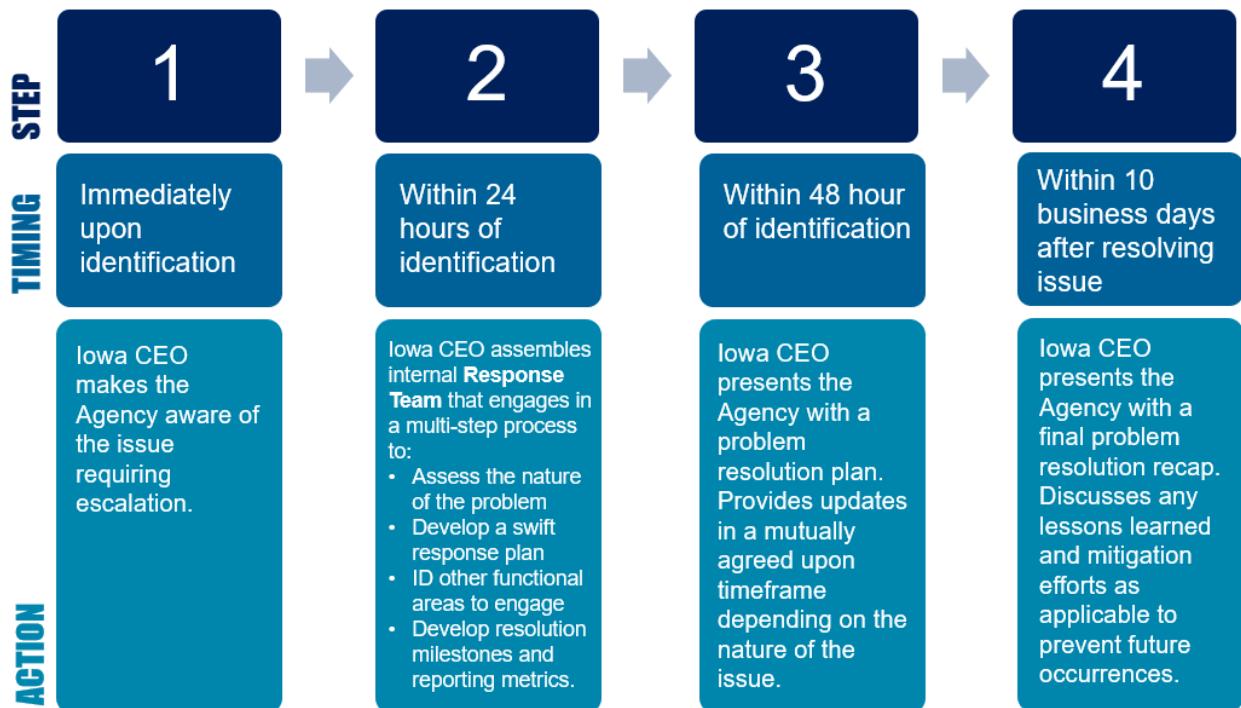 STEP
1
2
3
4
TIMING
Immediately
upon
identification
Within 24
hours of
identification
Within 48 hour
of identification
Within 10
business days
after resolving
issue
ACTION
Iowa CEO
makes the
Agency aware of
the issue
requiring
escalation.
Iowa CEO assembles
internal Response
Team that engages in
a multi-step process
to:
• Assess the nature
of the problem
• Develop a swift
response plan
• ID other functional
areas to engage
• Develop resolution
milestones and
reporting metrics.
Iowa CEO
presents the
Agency with a
problem
resolution plan.
Provides updates
in a mutually
agreed upon
timeframe
depending on the
nature of the
issue.
Iowa CEO
presents the
Agency with a
final problem
resolution recap.
Discusses any
lessons learned
and mitigation
efforts as
applicable to
prevent future
occurrences.